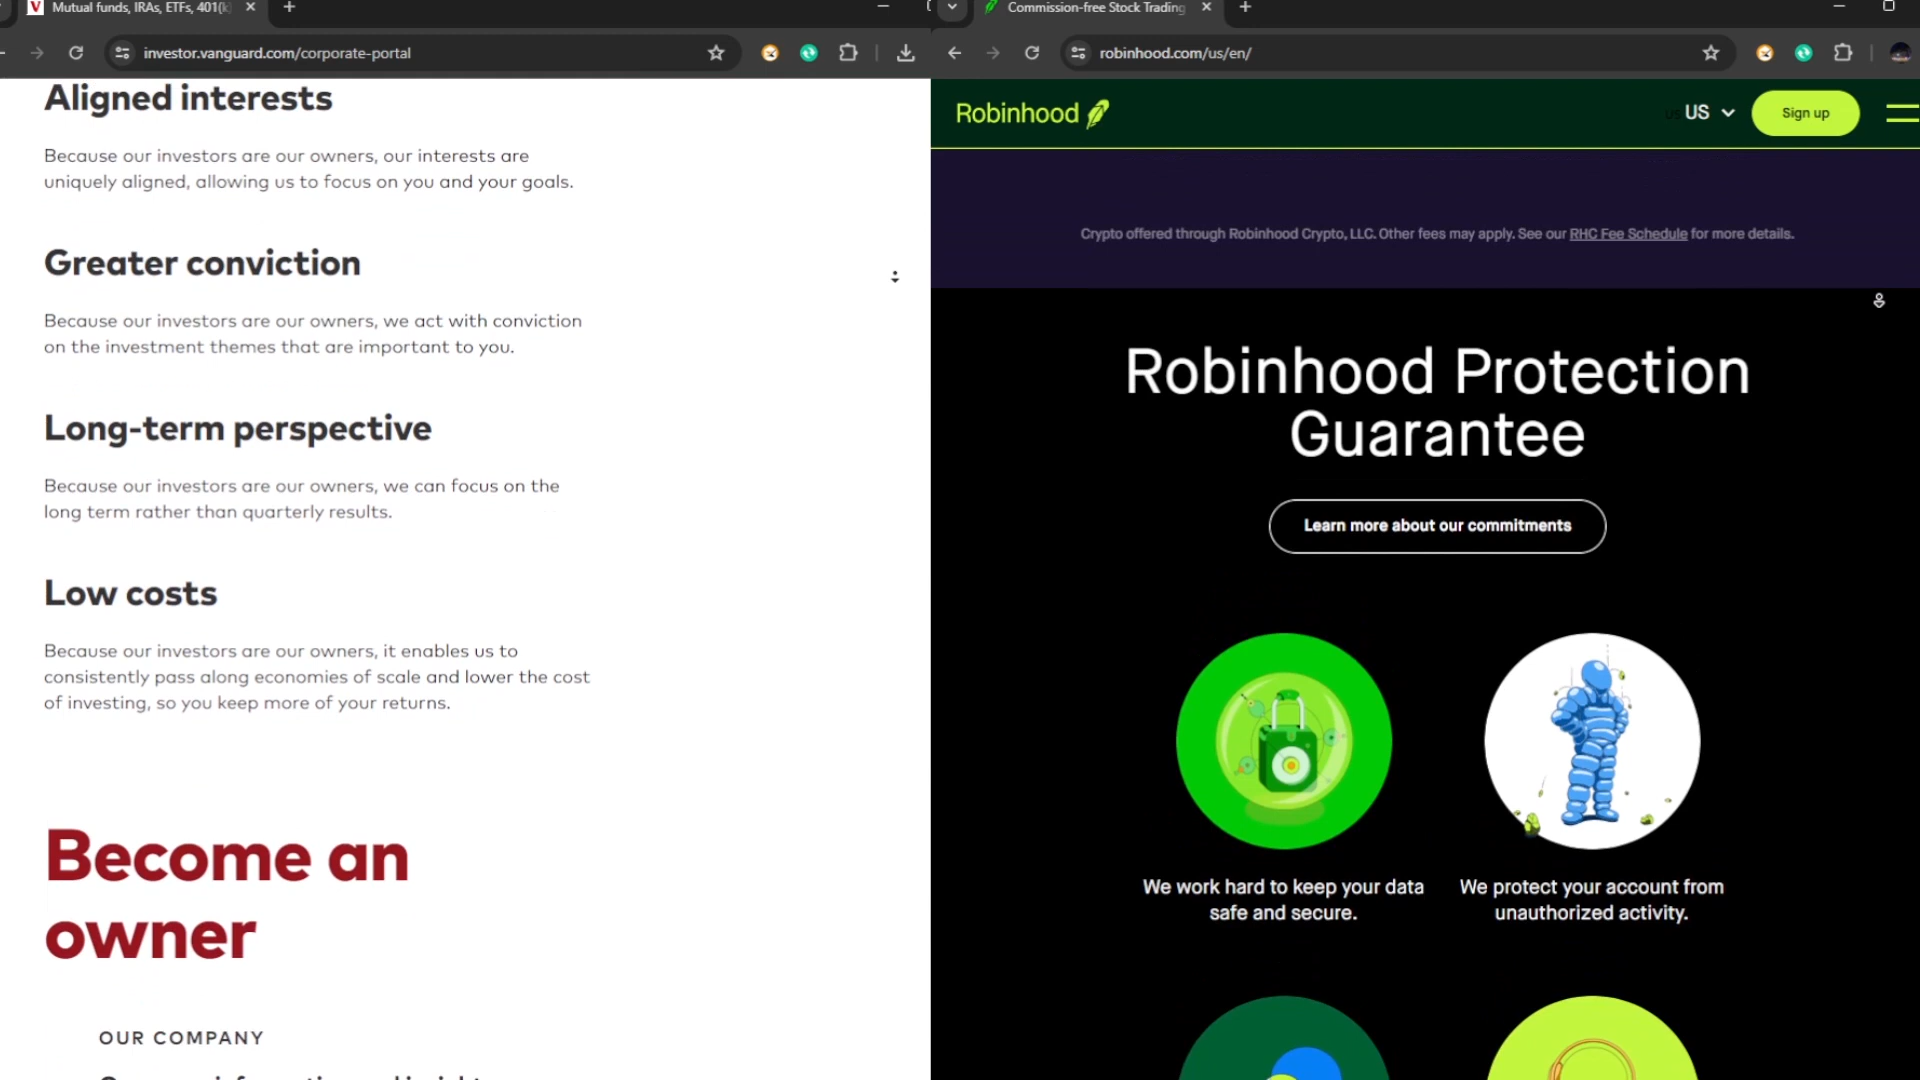 Mutual funds, IRAs, ETFs, 401(k)
investor.vanguard.com/corporate-portal
Aligned interests
Because our investors are our owners, our interests are
uniquely aligned, allowing us to focus on you and your goals.
Greater conviction
Because our investors are our owners, we act with conviction
on the investment themes that are important to you.
Long-term perspective
Because our investors are our owners, we can focus on the
long term rather than quarterly results.
Low costs
Because our investors are our owners, it enables us to
consistently pass along economies of scale and lower the cost
of investing, so you keep more of your returns.
Become an
owner
OUR COMPANY
Commission-free Stock Trading
robinhood.com/us/en/
Robinhood
US
Sign up
Crypto offered through Robinhood Crypto, LLC. Other fees may apply. See our RHC Fee Schedule for more details.
Robinhood Protection
Guarantee
Learn more about our commitments
We work hard to keep your data
safe and secure.
We protect your account from
unauthorized activity.